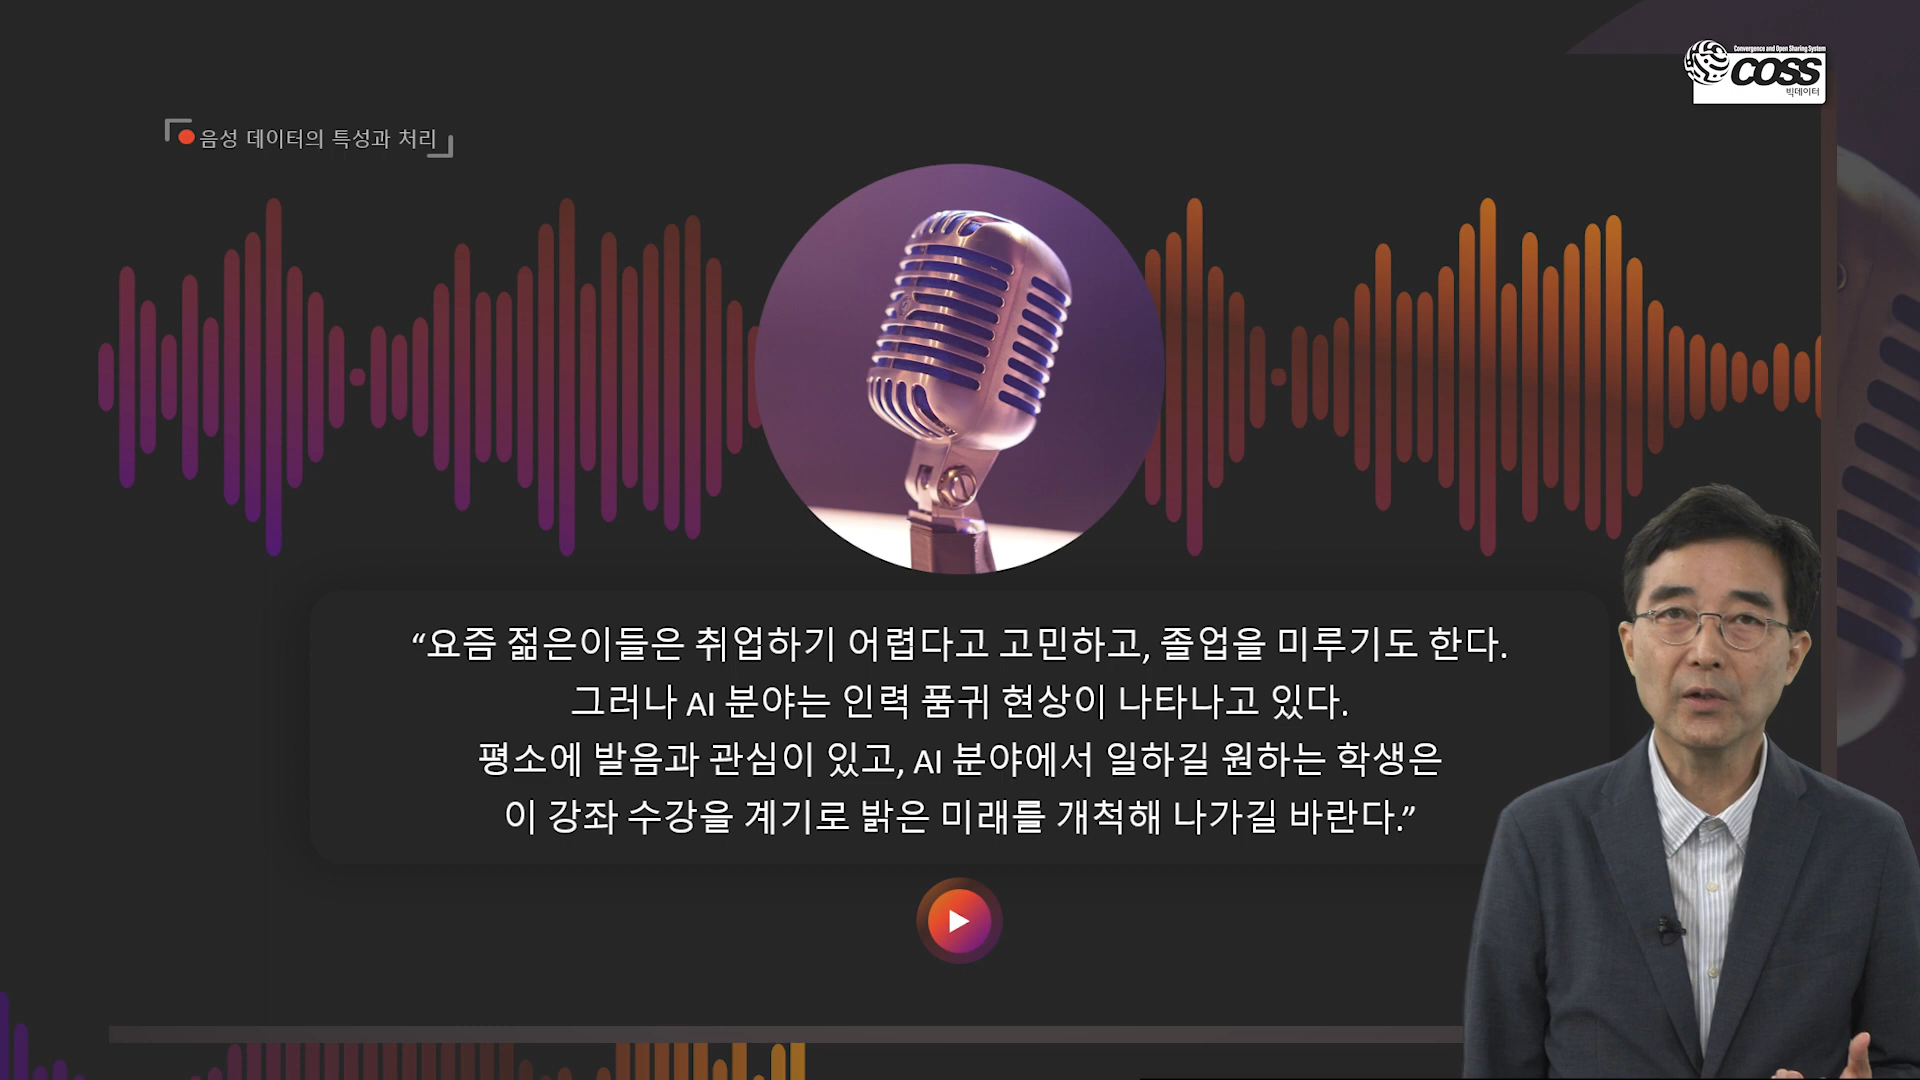 Convergence and Open Sharing System
COSS
빅데이터
음성 데이터의 특성과 처리
“요즘 젊은이들은 취업하기 어렵다고 고민하고, 졸업을 미루기도 한다.
그러나 AI 분야는 인력 품귀 현상이 나타나고 있다.
평소에 발음과 관심이 있고, AI 분야에서 일하길 원하는 학생은
이 강좌 수강을 계기로 밝은 미래를 개척해 나가길 바란다.”